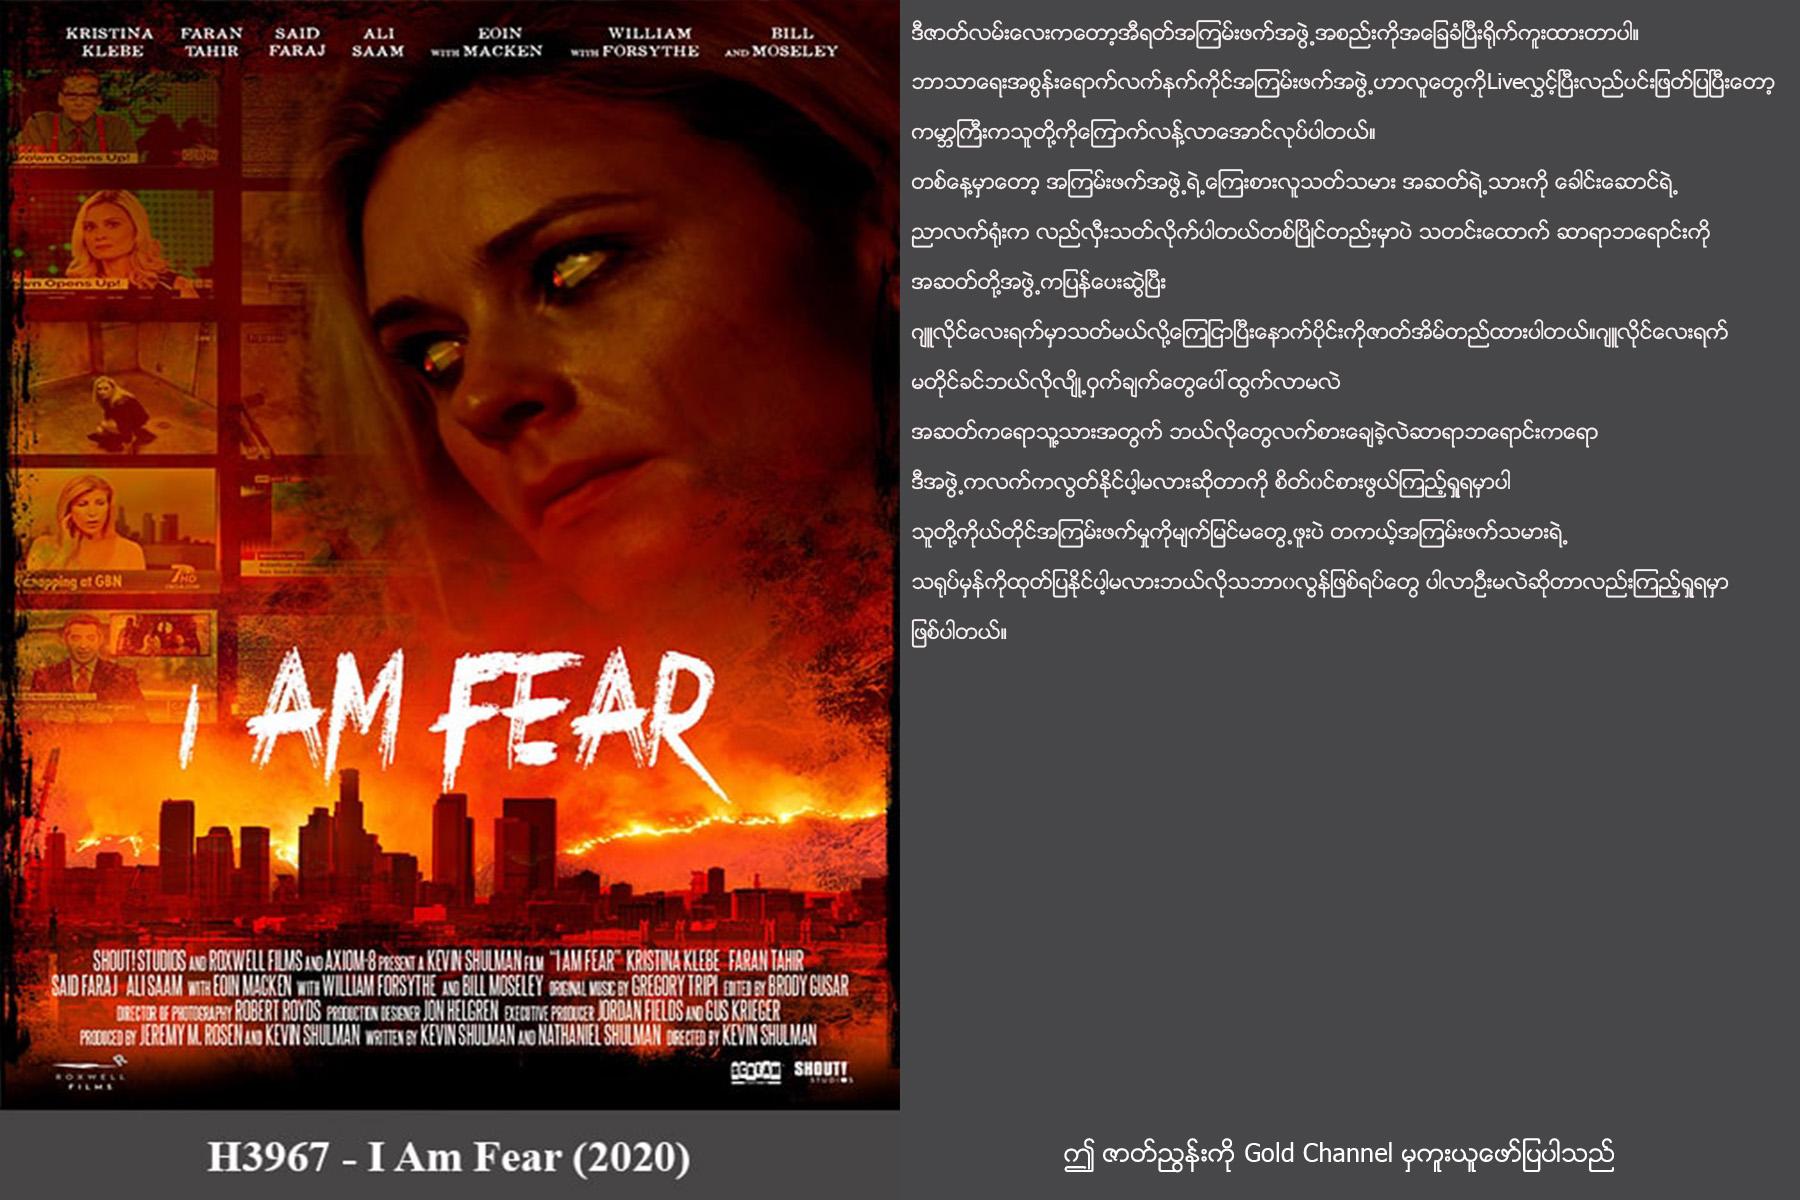 KRISTINA KLEBE
FARAN TAHIR
SAID FARAJ
ALI SAAM
EOIN WITH MACKEN
WILLIAM WITH FORSYTHE
BILL AND MOSELEY
rown Opens Up!
wn Opens Up!
napping at GBN
7HD
I AM FEAR
SHOUT! STUDIOS AND ROXWELL FILMS AND AXIOM-8 PRESENT A KEVIN SHULMAN FILM "I AM FEAR" KRISTINA KLEBE FARAN TAHIR
SAID FARAJ ALI SAAM WITH EOIN MACKEN WITH WILLIAM FORSYTHE AND BILL MOSELEY ORIGINAL MUSIC BY GREGORY TRIPI EDITED BY BRODY GUSAR
DIRECTOR OF PHOTOGRAPHY ROBERT ROYDS PRODUCTION DESIGNER JON HELGREN EXECUTIVE PRODUCER JORDAN FIELDS AND GUS KRIEGER
PRODUCED BY JEREMY M. ROSEN AND KEVIN SHULMAN WRITTEN BY KEVIN SHULMAN AND NATHANIEL SHULMAN DIRECTED BY KEVIN SHULMAN
ROXWELL FILMS
SCREAM
SHOUT! STUDIOS
H3967 - I Am Fear (2020)
ဒီဇာတ်လမ်းလေးကတော့အီရတ်အကြမ်းဖက်အဖွဲ့အစည်းကိုအခြေခံပြီးရိုက်ကူးထားတာပါ။
ဘာသာရေးအစွန်းရောက်လက်နက်ကိုင်အကြမ်းဖက်အဖွဲ့ဟာလူတွေကိုLiveလွှင့်ပြီးလည်ပင်းဖြတ်ပြပြီးတော့
ကမ္ဘာကြီးကသူတို့ကိုကြောက်လန့်လာအောင်လုပ်ပါတယ်။
တစ်နေ့မှာတော့ အကြမ်းဖက်အဖွဲ့ရဲ့ကြေးစားလူသတ်သမား အဆတ်ရဲ့သားကို ခေါင်းဆောင်ရဲ့
ညာလက်ရုံးက လည်လှီးသတ်လိုက်ပါတယ်တစ်ပြိုင်တည်းမှာပဲ သတင်းထောက် ဆာရာဘရောင်းကို
အဆတ်တို့အဖွဲ့ကပြန်ပေးဆွဲပြီး
ဂျူလိုင်လေးရက်မှာသတ်မယ်လို့ကြေငြာပြီးနောက်ပိုင်းကိုဇာတ်အိမ်တည်ထားပါတယ်။ဂျူလိုင်လေးရက်
မတိုင်ခင်ဘယ်လိုလျှို့ဝှက်ချက်တွေပေါ်ထွက်လာမလဲ
အဆတ်ကရောသူ့သားအတွက် ဘယ်လိုတွေလက်စားချေခဲ့လဲဆာရာဘရောင်းကရော
ဒီအဖွဲ့ကလက်ကလွတ်နိုင်ပါ့မလားဆိုတာကို စိတ်ဝင်စားဖွယ်ကြည့်ရှုရမှာပါ
သူတို့ကိုယ်တိုင်အကြမ်းဖက်မှုကိုမျက်မြင်မတွေ့ဖူးပဲ တကယ့်အကြမ်းဖက်သမားရဲ့
သရုပ်မှန်ကိုထုတ်ပြနိုင်ပါ့မလားဘယ်လိုသဘာဝလွန်ဖြစ်ရပ်တွေ ပါလာဦးမလဲဆိုတာလည်းကြည့်ရှုရမှာ
ဖြစ်ပါတယ်။
ဤ ဇာတ်ညွှန်းကို Gold Channel မှကူးယူဖော်ပြပါသည်